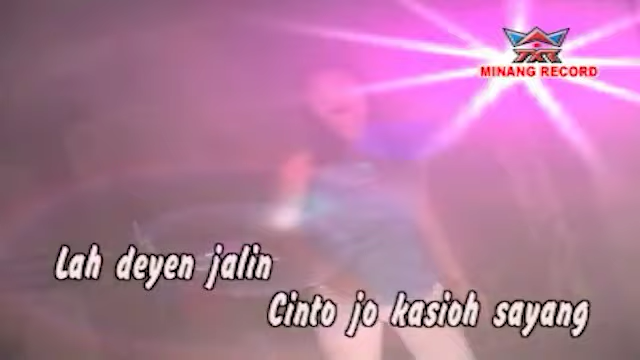 MINANG RECORD
Lah deyen jalin
Cinto jo kasioh sayang